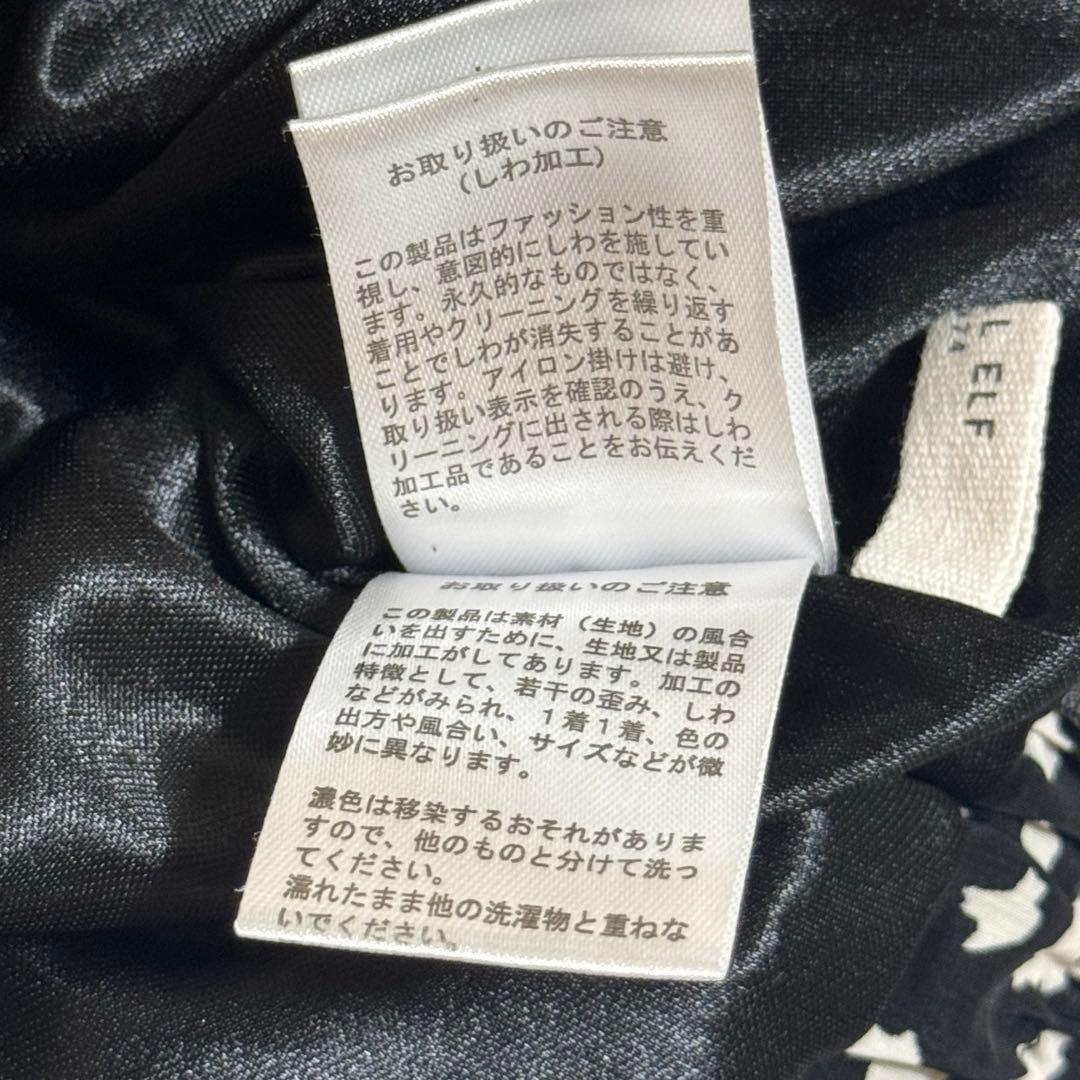 お取り扱いのご注意
(しわ加工)
この製品はファッション性を重
視し、意図的にしわを施してい
ます。永久的なものではなく、
着用やクリーニングを繰り返す
ことでしわが消失することがあ
ります。アイロン掛けは避け、
取り扱い表示を確認のうえ、ク
リーニングに出される際はしわ
加工品であることをお伝えくだ
さい。
お取り扱いのご注意
この製品は素材（生地）の風合
いを出すために、生地又は製品
に加工がしてあります。加工の
特徴として、若干の歪み、しわ
などがみられ、１着１着、色の
出方や風合い、サイズなどが微
妙に異なります。
濃色は移染するおそれがありま
すので、他のものと分けて洗っ
てください。
濡れたまま他の洗濯物と重ねな
いでください。
L ELF